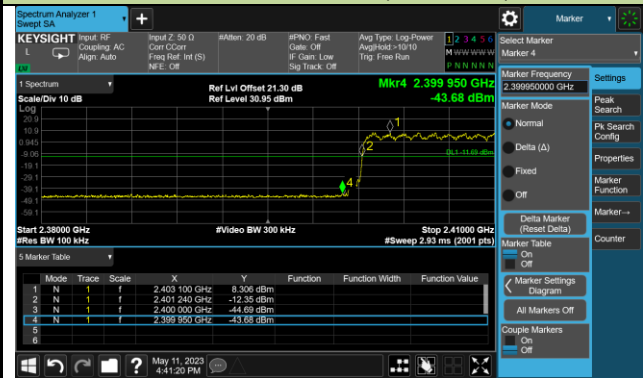 Spectrum Analyzer 1
Swept SA
Marker
KEYSIGHT
Input: RF
Coupling: AC
Align: Auto
Input Z: 50 Ω
Corr CCorr
Freq Ref: Int (S)
NFE: Off
#Atten: 20 dB
#PNO: Fast
Gate: Off
IF Gain: Low
Sig Track: Off
Avg Type: Log-Power
Avg|Hold:>10/10
Trig: Free Run
1 2 3 4 5 6
M W W W W W
P N N N N N
L
Select Marker
Marker 4
1 Spectrum
Scale/Div 10 dB
Ref Lvl Offset 21.30 dB
Ref Level 30.95 dBm
Mkr4 2.399 950 GHz
-43.68 dBm
Log
20.9
10.9
0.945
-9.06
-19.1
-29.1
-39.1
-49.1
-59.1
1
2
4
DL1 -11.69 dBm
Start 2.38000 GHz
#Res BW 100 kHz
#Video BW 300 kHz
Stop 2.41000 GHz
#Sweep 2.93 ms (2001 pts)
5 Marker Table
Mode Trace Scale X Y Function Function Width Function Value
1 N 1 f 2.403 100 GHz 8.306 dBm
2 N 1 f 2.401 240 GHz -12.35 dBm
3 N 1 f 2.400 000 GHz -44.69 dBm
4 N 1 f 2.399 950 GHz -43.68 dBm
5
6
Marker Frequency
2.399950000 GHz
Marker Mode
Normal
Delta (Δ)
Fixed
Off
Delta Marker
(Reset Delta)
Marker Table
On
Off
Marker Settings
Diagram
All Markers Off
Couple Markers
On
Off
Settings
Peak
Search
Pk Search
Config
Properties
Marker
Function
Marker→
Counter
May 11, 2023
4:41:20 PM